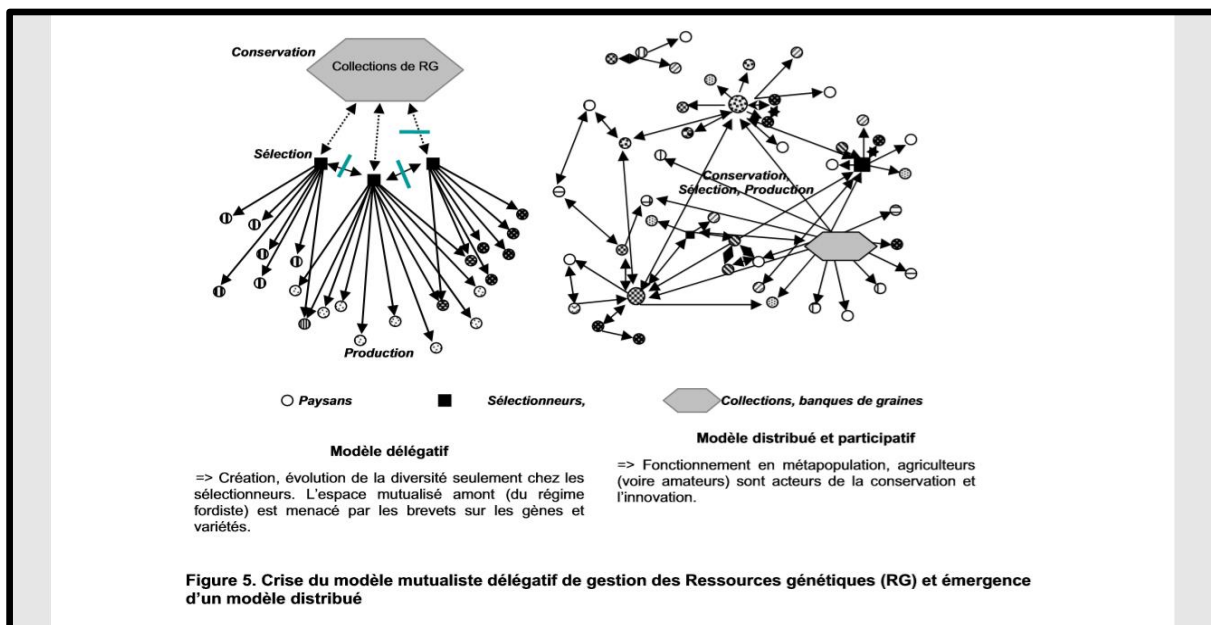 Conservation
Collections de RG
Sélection
Production
Conservation,
Sélection, Production
Paysans
Sélectionneurs,
Collections, banques de graines
Modèle délégatif
=> Création, évolution de la diversité seulement chez les
sélectionneurs. L'espace mutualisé amont (du régime
fordiste) est menacé par les brevets sur les gènes et
variétés.
Modèle distribué et participatif
=> Fonctionnement en métapopulation, agriculteurs
(voire amateurs) sont acteurs de la conservation et
l'innovation.
Figure 5. Crise du modèle mutualiste délégatif de gestion des Ressources génétiques (RG) et émergence
d'un modèle distribué